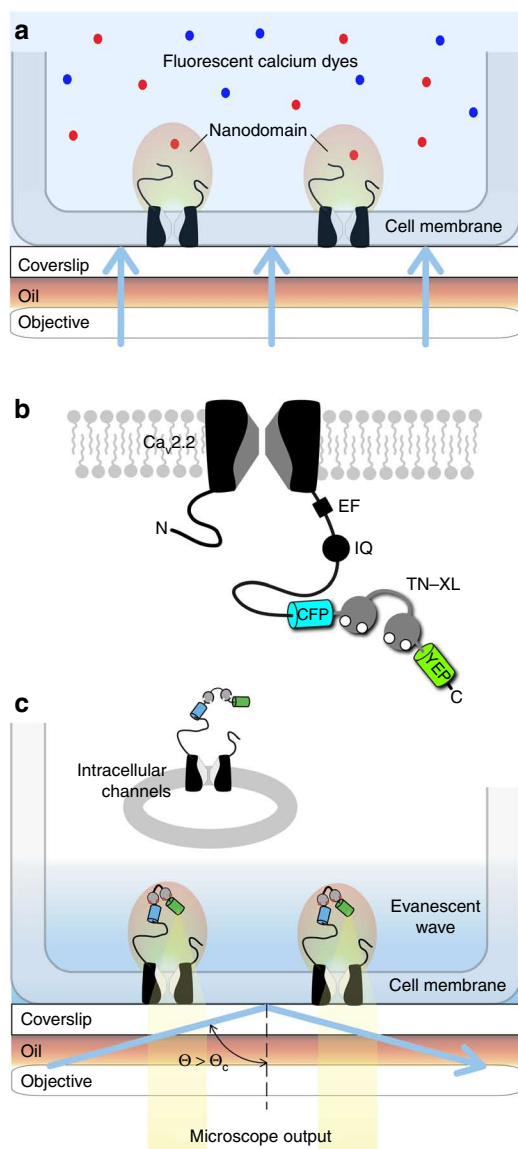 a
Fluorescent calcium dyes
Nanodomain
Cell membrane
Coverslip
Oil
Objective
b
Cav2.2
N
EF
IQ
TN–XL
CFP
YEP
C
c
Intracellular
channels
Evanescent
wave
Cell membrane
Coverslip
Oil
Θ > Θc
Objective
Microscope output